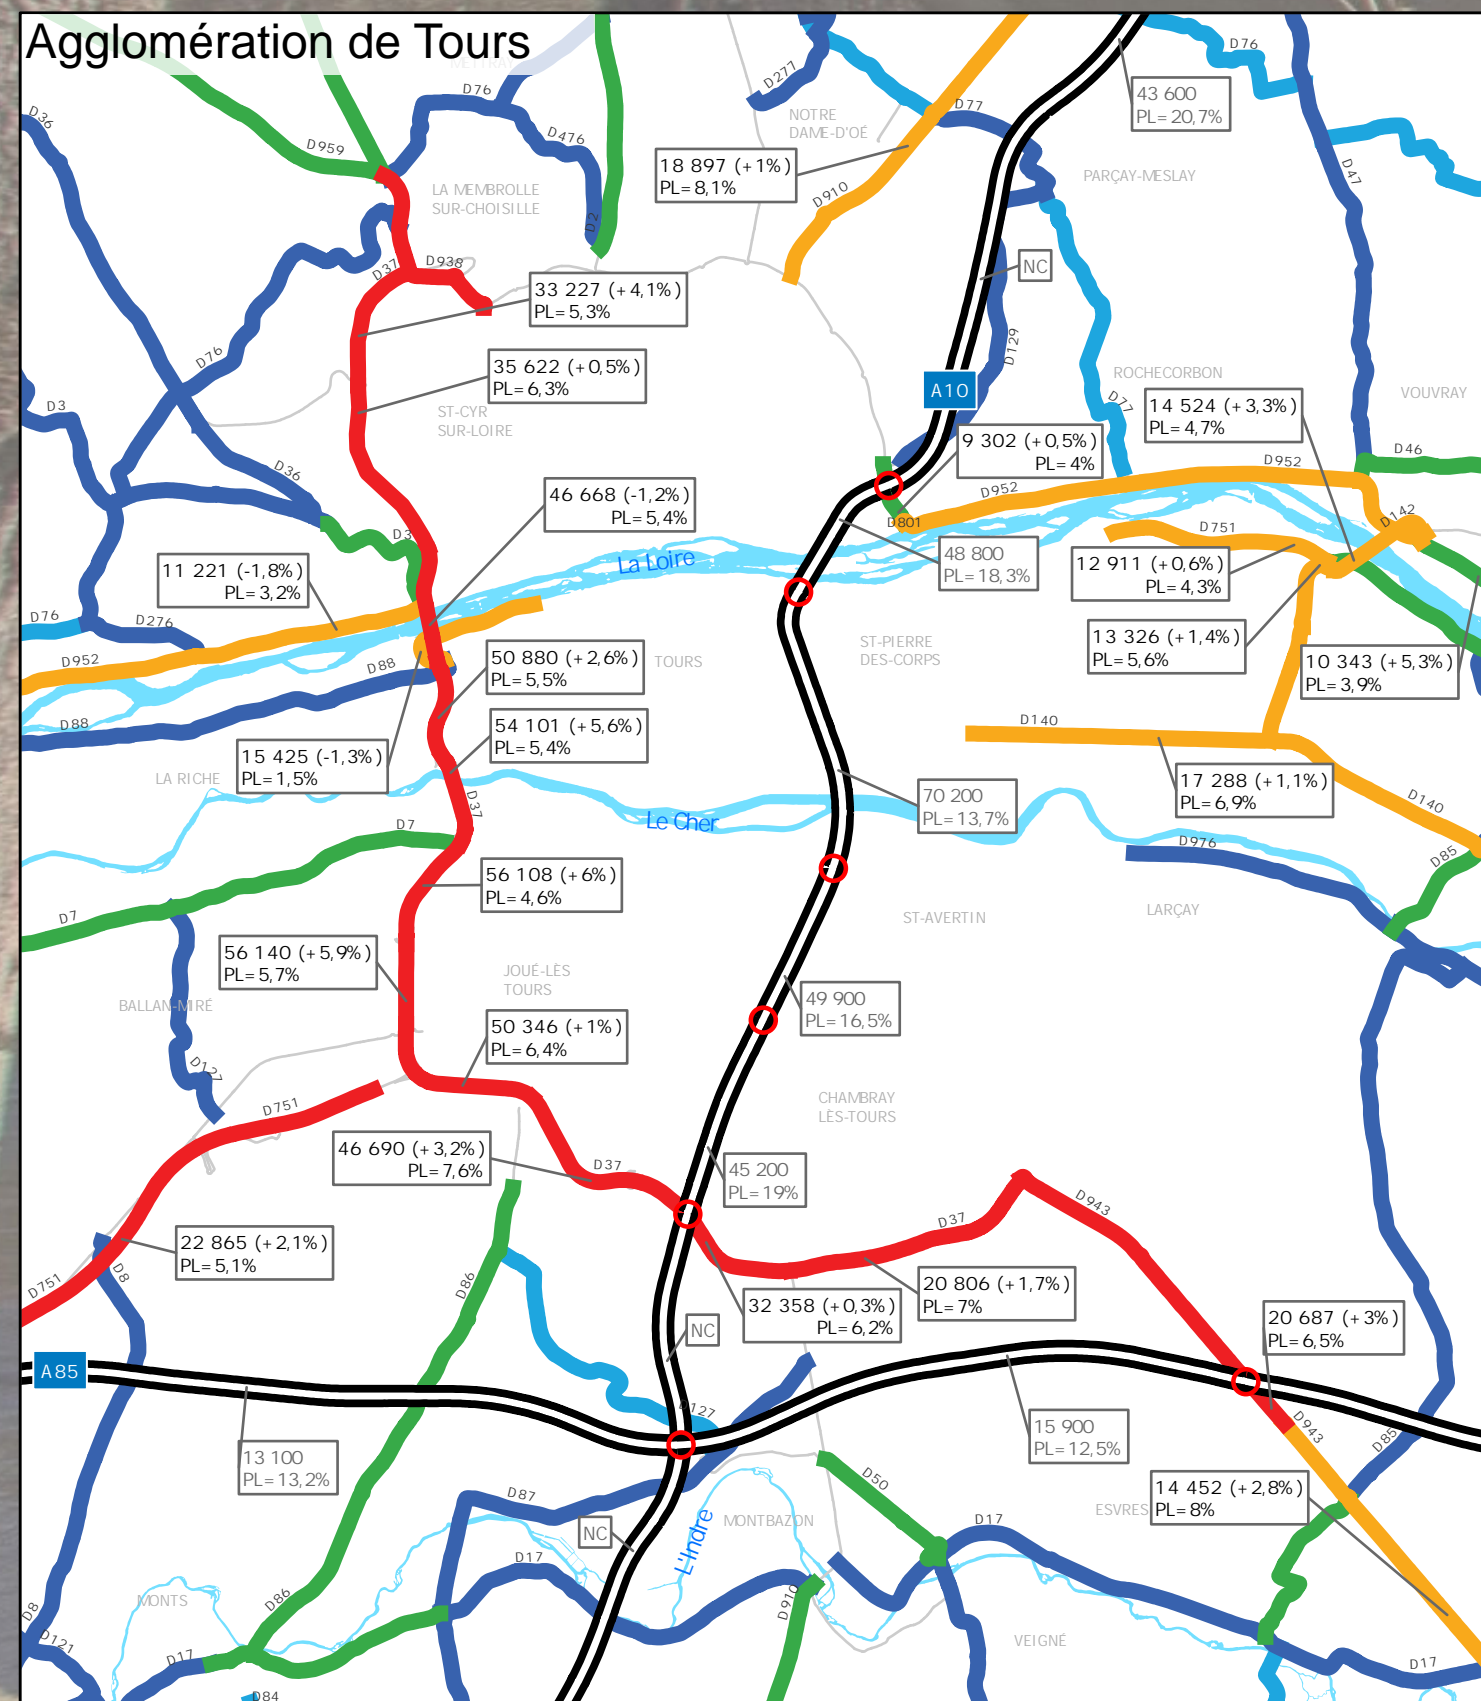 Agglomération de Tours
METTRAY
D76
D277
D77
43 600
PL=20,7%
D76
D36
D959
D76
D476
NOTRE
DAME-D'OÉ
18 897 (+1%)
PL=8,1%
D910
PARÇAY-MESLAY
D47
LA MEMBROLLE
SUR-CHOISILLE
D2
D37
D938
NC
33 227 (+4,1%)
PL=5,3%
D129
D76
35 622 (+0,5%)
PL=6,3%
A10
ROCHECORBON
D77
VOUVRAY
D3
ST-CYR
SUR-LOIRE
14 524 (+3,3%)
PL=4,7%
9 302 (+0,5%)
PL=4%
D46
D952
D36
D952
46 668 (-1,2%)
PL=5,4%
D3
D801
D751
D142
La Loire
48 800
PL=18,3%
12 911 (+0,6%)
PL=4,3%
11 221 (-1,8%)
PL=3,2%
D76
D276
13 326 (+1,4%)
PL=5,6%
10 343 (+5,3%)
PL=3,9%
D952
D88
50 880 (+2,6%)
PL=5,5%
TOURS
ST-PIERRE
DES-CORPS
D88
54 101 (+5,6%)
PL=5,4%
D140
15 425 (-1,3%)
PL=1,5%
LA RICHE
D37
17 288 (+1,1%)
PL=6,9%
70 200
PL=13,7%
D140
Le Cher
D7
D976
D85
56 108 (+6%)
PL=4,6%
D7
ST-AVERTIN
LARÇAY
56 140 (+5,9%)
PL=5,7%
JOUÉ-LÈS
TOURS
BALLAN-MIRÉ
49 900
PL=16,5%
50 346 (+1%)
PL=6,4%
D127
D751
CHAMBRAY
LÈS-TOURS
46 690 (+3,2%)
PL=7,6%
D37
45 200
PL=19%
D943
D37
22 865 (+2,1%)
PL=5,1%
D751
D8
D86
20 806 (+1,7%)
PL=7%
32 358 (+0,3%)
PL=6,2%
20 687 (+3%)
PL=6,5%
NC
A85
D127
13 100
PL=13,2%
15 900
PL=12,5%
D943
D85
D50
14 452 (+2,8%)
PL=8%
D87
ESVRES
MONTBAZON
L'Indre
NC
D17
D17
MONTS
D86
D910
D8
D121
VEIGNÉ
D17
D17
D84